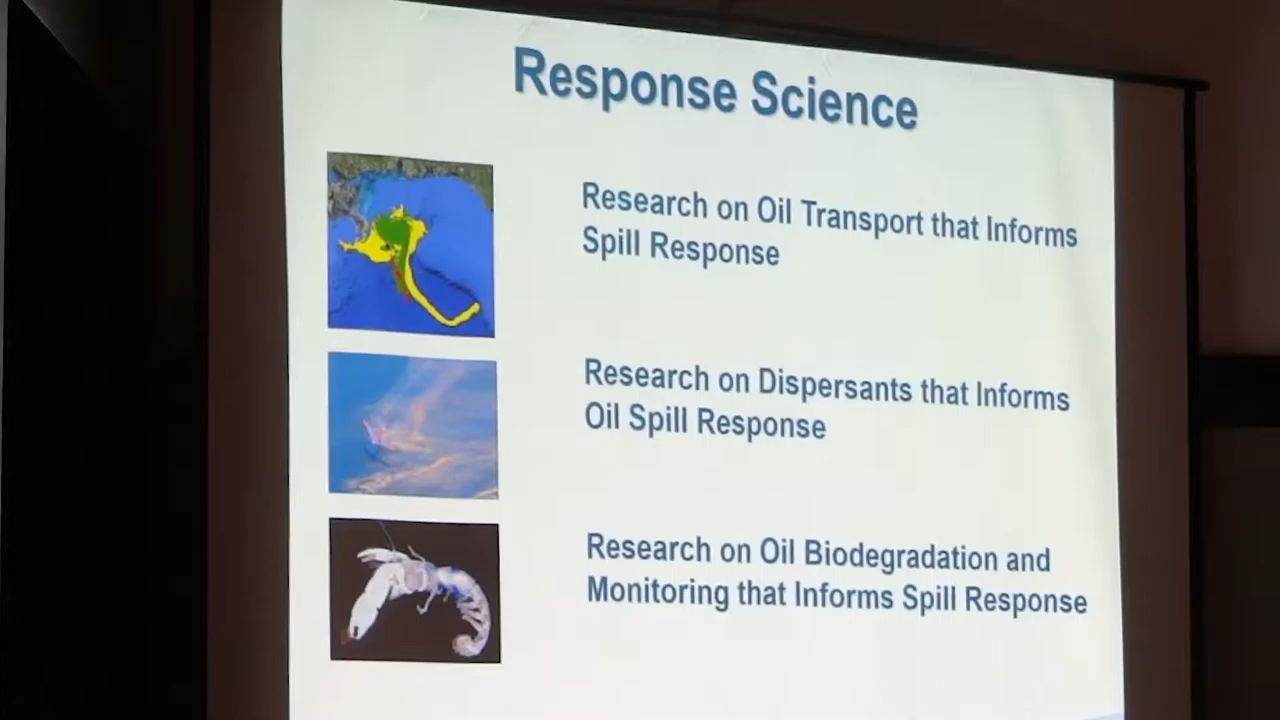 Response Science
Research on Oil Transport that Informs
Spill Response
Research on Dispersants that Informs
Oil Spill Response
Research on Oil Biodegradation and
Monitoring that Informs Spill Response